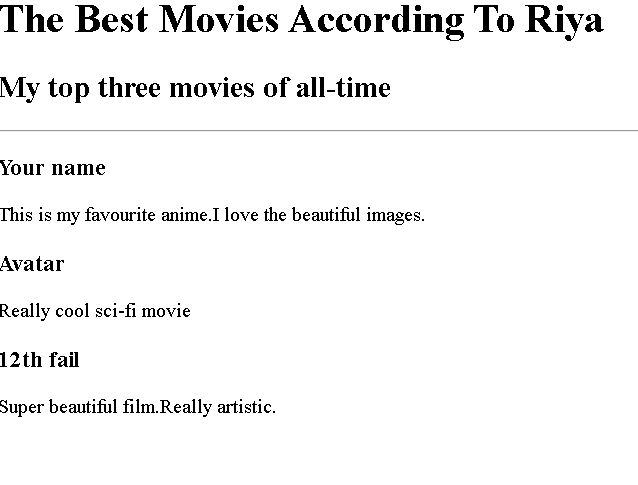 The Best Movies According To Riya
My top three movies of all-time
Your name
This is my favourite anime.I love the beautiful images.
Avatar
Really cool sci-fi movie
12th fail
Super beautiful film.Really artistic.